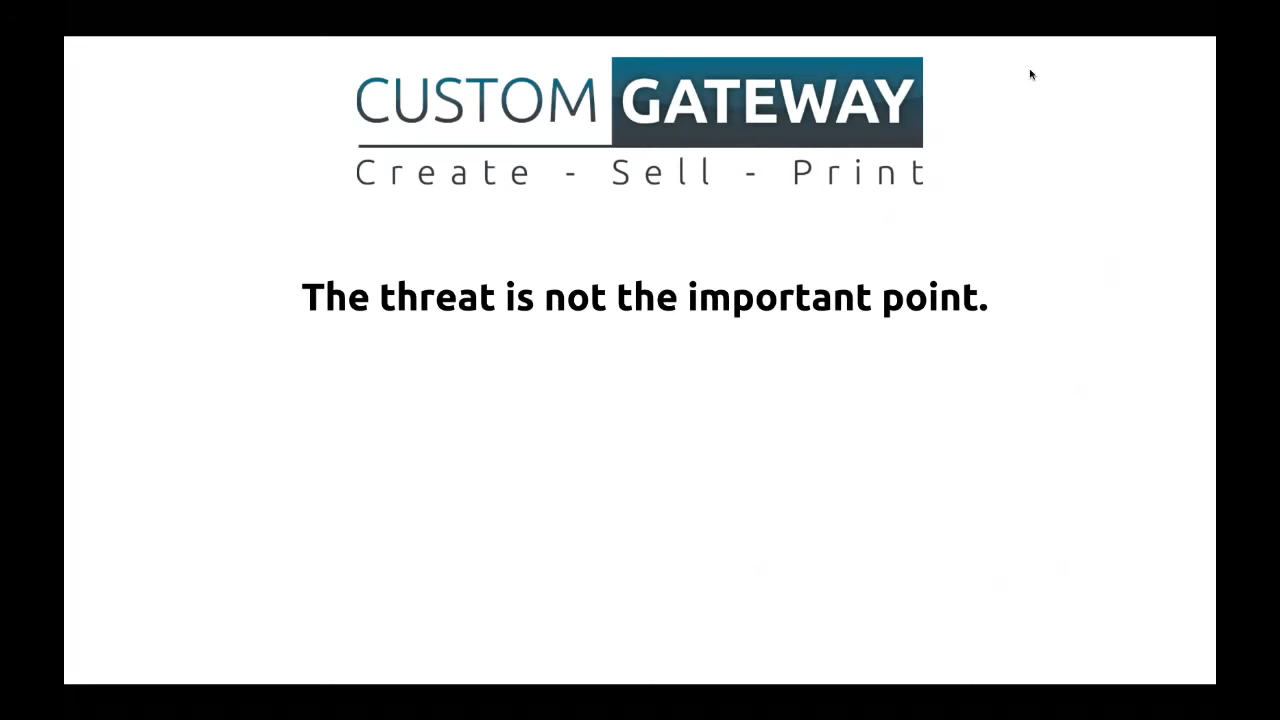 CUSTOM GATEWAY
Create - Sell - Print
The threat is not the important point.